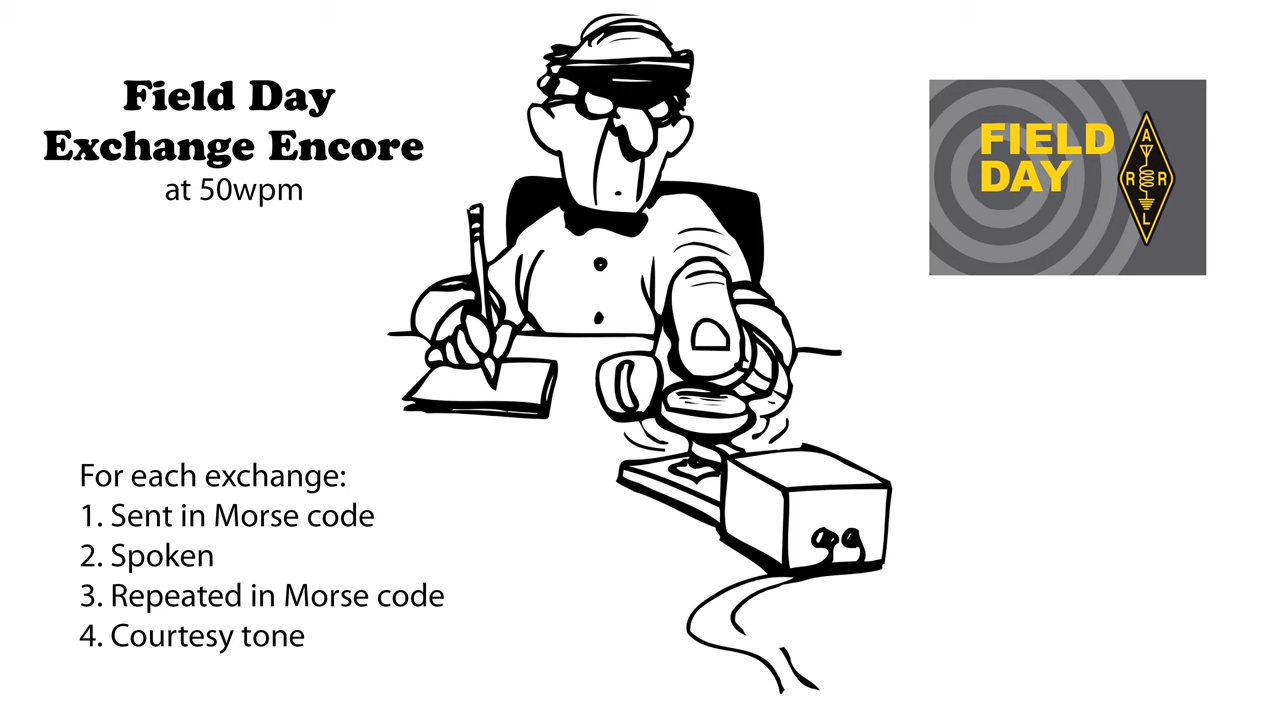 Field Day
Exchange Encore
at 50wpm
FIELD
DAY
A
R R
L
For each exchange:
1. Sent in Morse code
2. Spoken
3. Repeated in Morse code
4. Courtesy tone